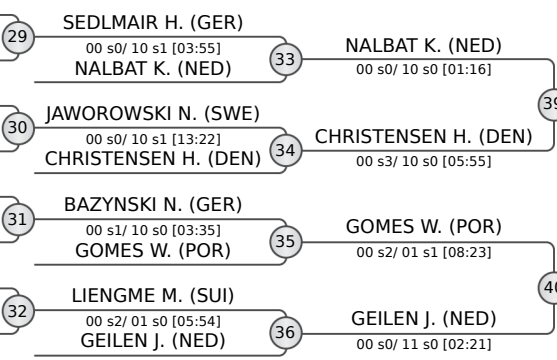 SEDLMAIR H. (GER)
29
00 s0/ 10 s1 [03:55]
NALBAT K. (NED)
33
NALBAT K. (NED)
00 s0/ 10 s0 [01:16]
39
JAWOROWSKI N. (SWE)
30
00 s0/ 10 s1 [13:22]
CHRISTENSEN H. (DEN)
34
CHRISTENSEN H. (DEN)
00 s3/ 10 s0 [05:55]
BAZYNSKI N. (GER)
31
00 s1/ 10 s0 [03:35]
GOMES W. (POR)
35
GOMES W. (POR)
00 s2/ 01 s1 [08:23]
40
LIENGME M. (SUI)
32
00 s2/ 01 s0 [05:54]
GEILEN J. (NED)
36
GEILEN J. (NED)
00 s0/ 11 s0 [02:21]